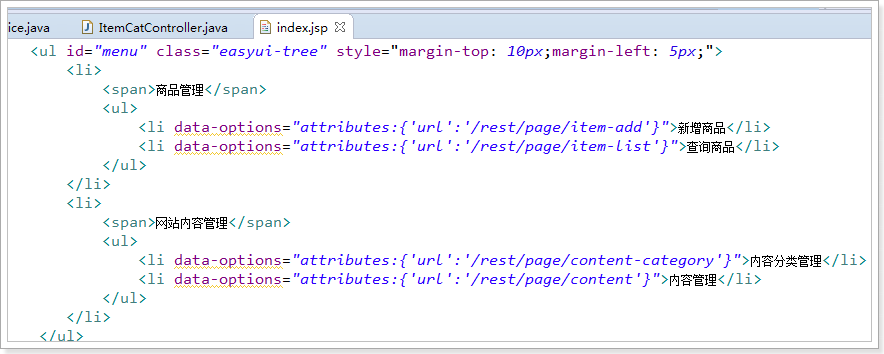 ice.java ItemCatController.java index.jsp
<ul id="menu" class="easyui-tree" style="margin-top: 10px;margin-left: 5px;">
<li>
<span>商品管理</span>
<ul>
<li data-options="attributes:{'url':'/rest/page/item-add'}">新增商品</li>
<li data-options="attributes:{'url':'/rest/page/item-list'}">查询商品</li>
</ul>
</li>
<li>
<span>网站内容管理</span>
<ul>
<li data-options="attributes:{'url':'/rest/page/content-category'}">内容分类管理</li>
<li data-options="attributes:{'url':'/rest/page/content'}">内容管理</li>
</ul>
</li>
</ul>